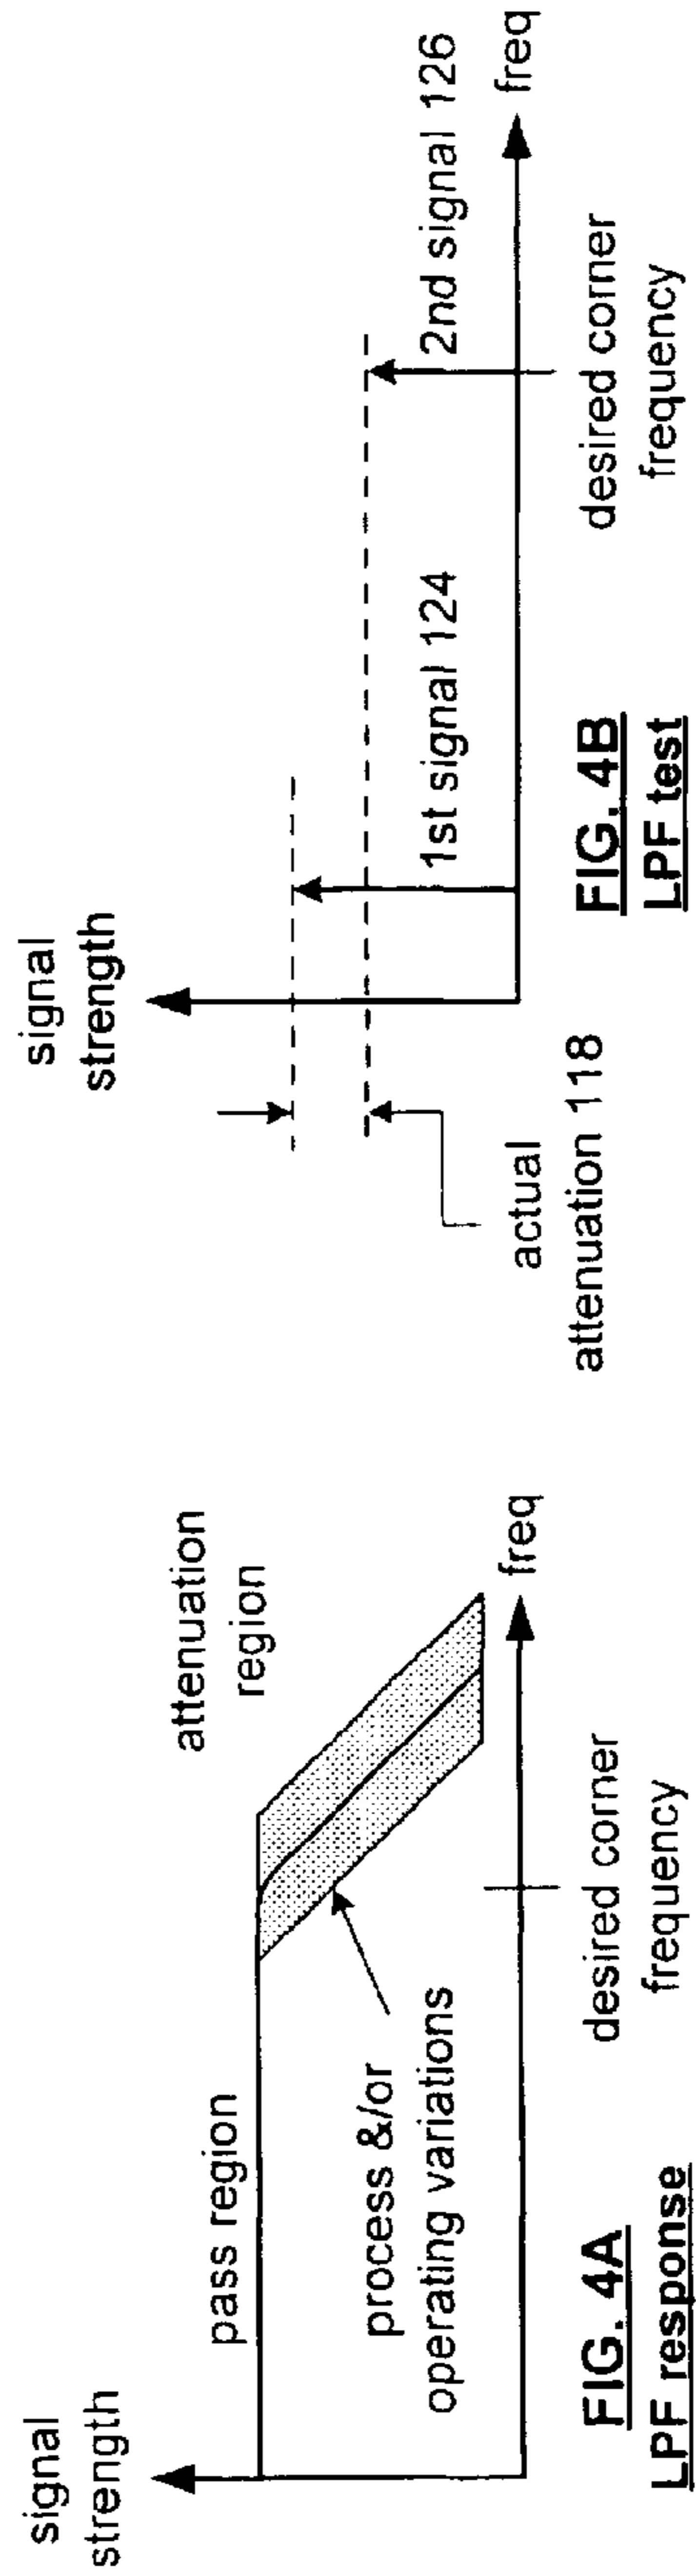 signal
strength
pass region
attenuation
region
process &/or
operating variations
freq
desired corner
frequency
FIG. 4A
LPF response
signal
strength
1st signal 124
2nd signal 126
freq
actual
attenuation 118
desired corner
frequency
FIG. 4B
LPF test